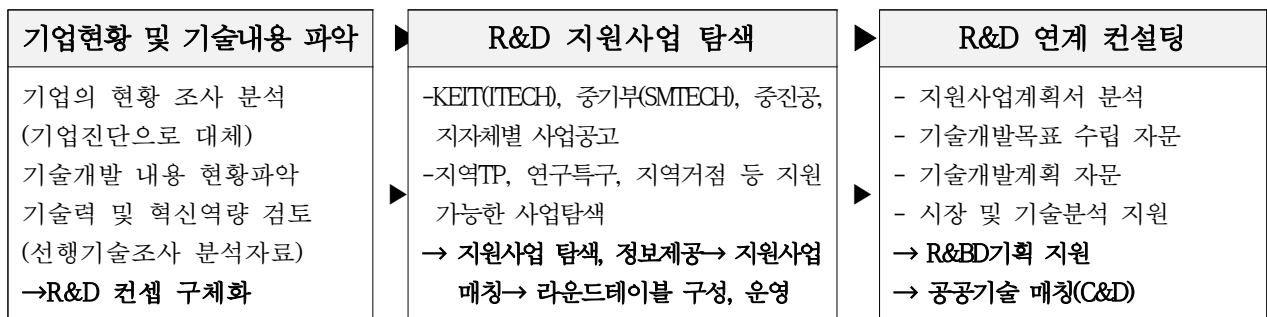 기업현황 및 기술내용 파악
기업의 현황 조사 분석
(기업진단으로 대체)
기술개발 내용 현황파악
기술력 및 혁신역량 검토
(선행기술조사 분석자료)
→R&D 컨셉 구체화
▶
▶
R&D 지원사업 탐색
-KEIT(ITECH), 중기부(SMTECH), 중진공,
지자체별 사업공고
-지역TP, 연구특구, 지역거점 등 지원
가능한 사업탐색
→ 지원사업 탐색, 정보제공→ 지원사업
매칭→ 라운드테이블 구성, 운영
▶
▶
R&D 연계 컨설팅
- 지원사업계획서 분석
- 기술개발목표 수립 자문
- 기술개발계획 자문
- 시장 및 기술분석 지원
→ R&BD기획 지원
→ 공공기술 매칭(C&D)